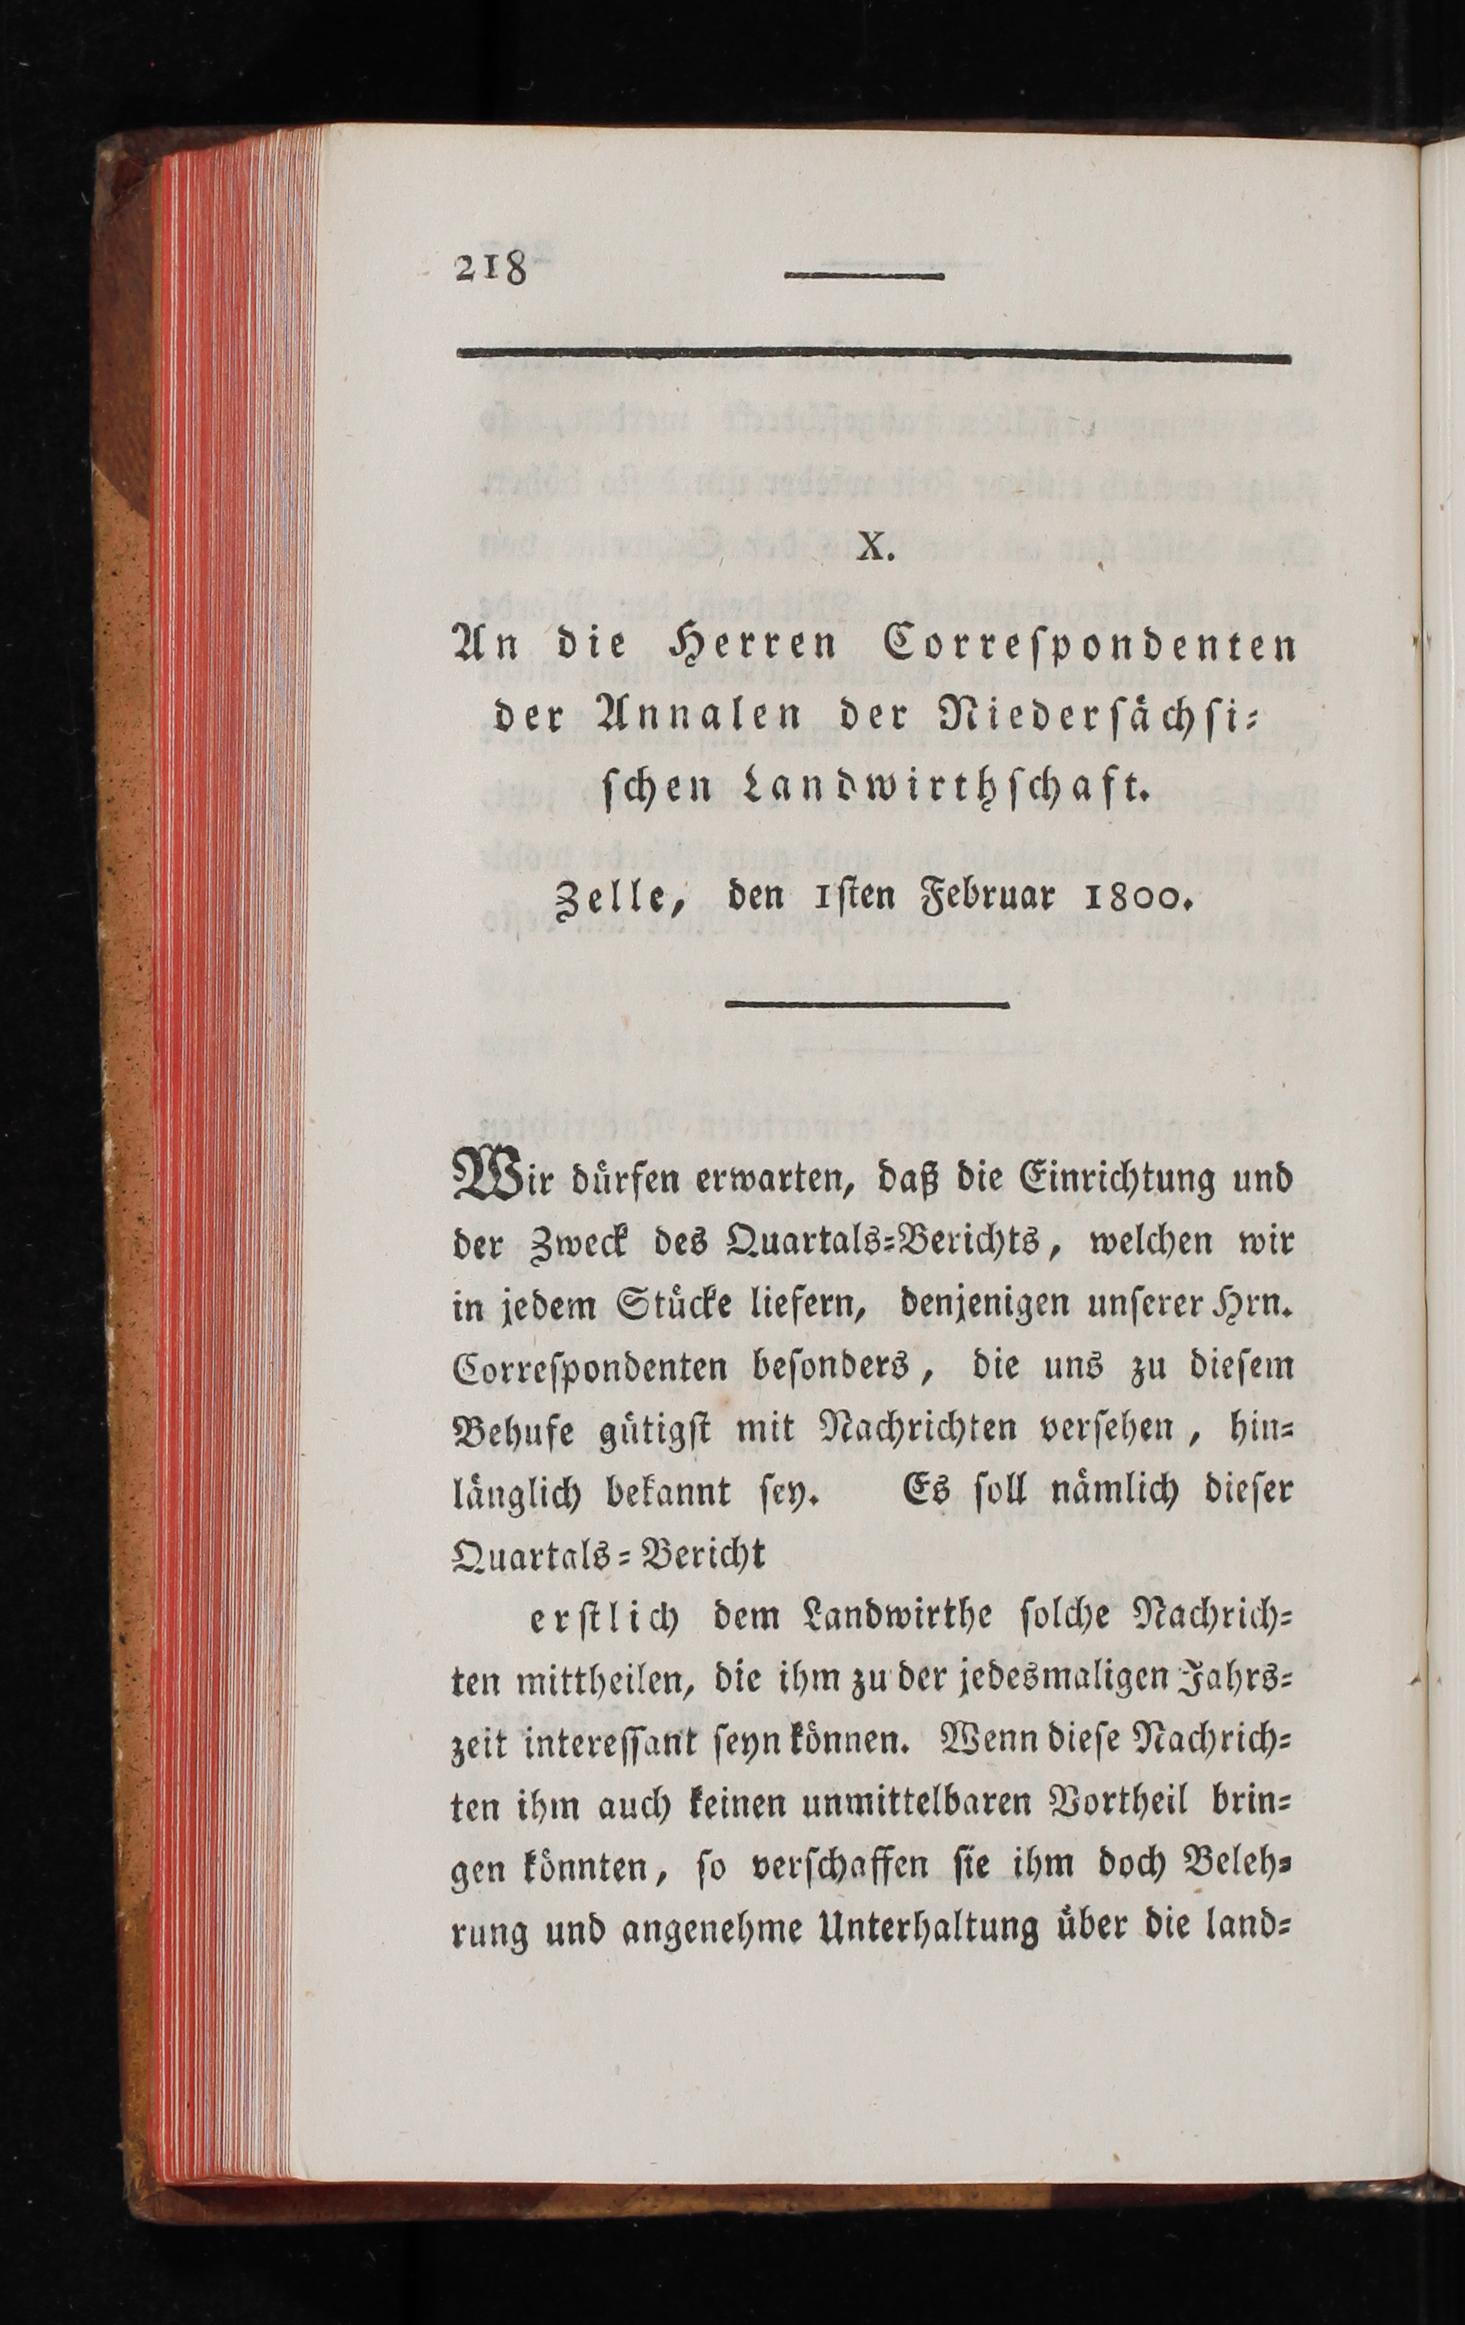 218
X.
An die Herren Correſpondenten
der Annalen der Niederſächſi⸗
ſchen Landwirthſchaft.
Zelle, den 1ſten Februar 1800.
Wir dürfen erwarten, daß die Einrichtung und
der Zweck des Quartals⸗Berichts, welchen wir
in jedem Stücke liefern, denjenigen unſerer Hrn.
Correſpondenten beſonders, die uns zu dieſem
Behufe gütigſt mit Nachrichten verſehen, hin⸗
länglich bekannt ſey. Es ſoll nämlich dieſer
Quartals⸗Bericht
erſtlich dem Landwirthe ſolche Nachrich⸗
ten mittheilen, die ihm zu der jedesmaligen Jahrs⸗
zeit intereſſant ſeyn können. Wenn dieſe Nachrich⸗
ten ihm auch keinen unmittelbaren Vortheil brin⸗
gen könnten, ſo verſchaffen ſie ihm doch Beleh⸗
rung und angenehme Unterhaltung über die land⸗